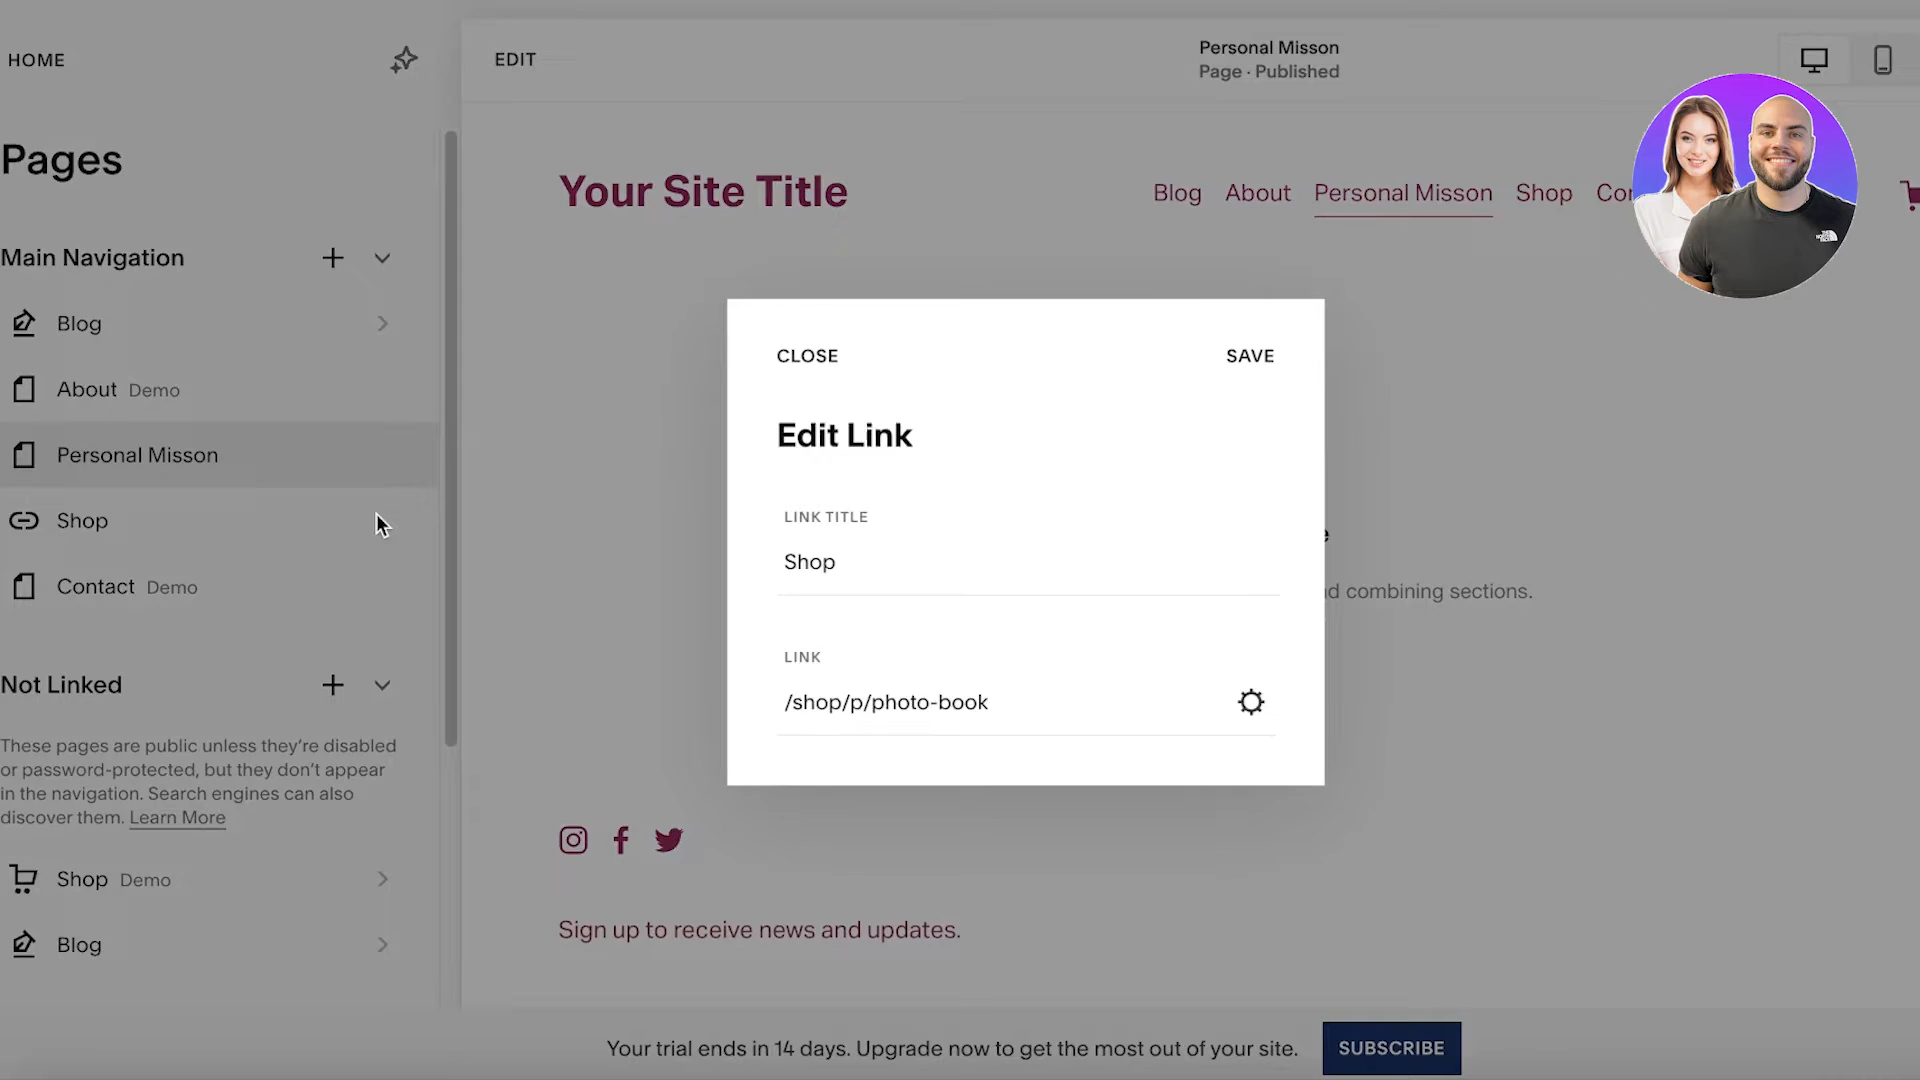 HOME
Pages
Main Navigation
Blog
About Demo
Personal Misson
Shop
Contact Demo
Not Linked
These pages are public unless they’re disabled
or password-protected, but they don’t appear
in the navigation. Search engines can also
discover them. Learn More
Shop Demo
Blog
EDIT
Personal Misson
Page · Published
Your Site Title
Blog About Personal Misson Shop
CLOSE SAVE
Edit Link
LINK TITLE
Shop
LINK
/shop/p/photo-book
combining sections.
Sign up to receive news and updates.
Your trial ends in 14 days. Upgrade now to get the most out of your site.
SUBSCRIBE